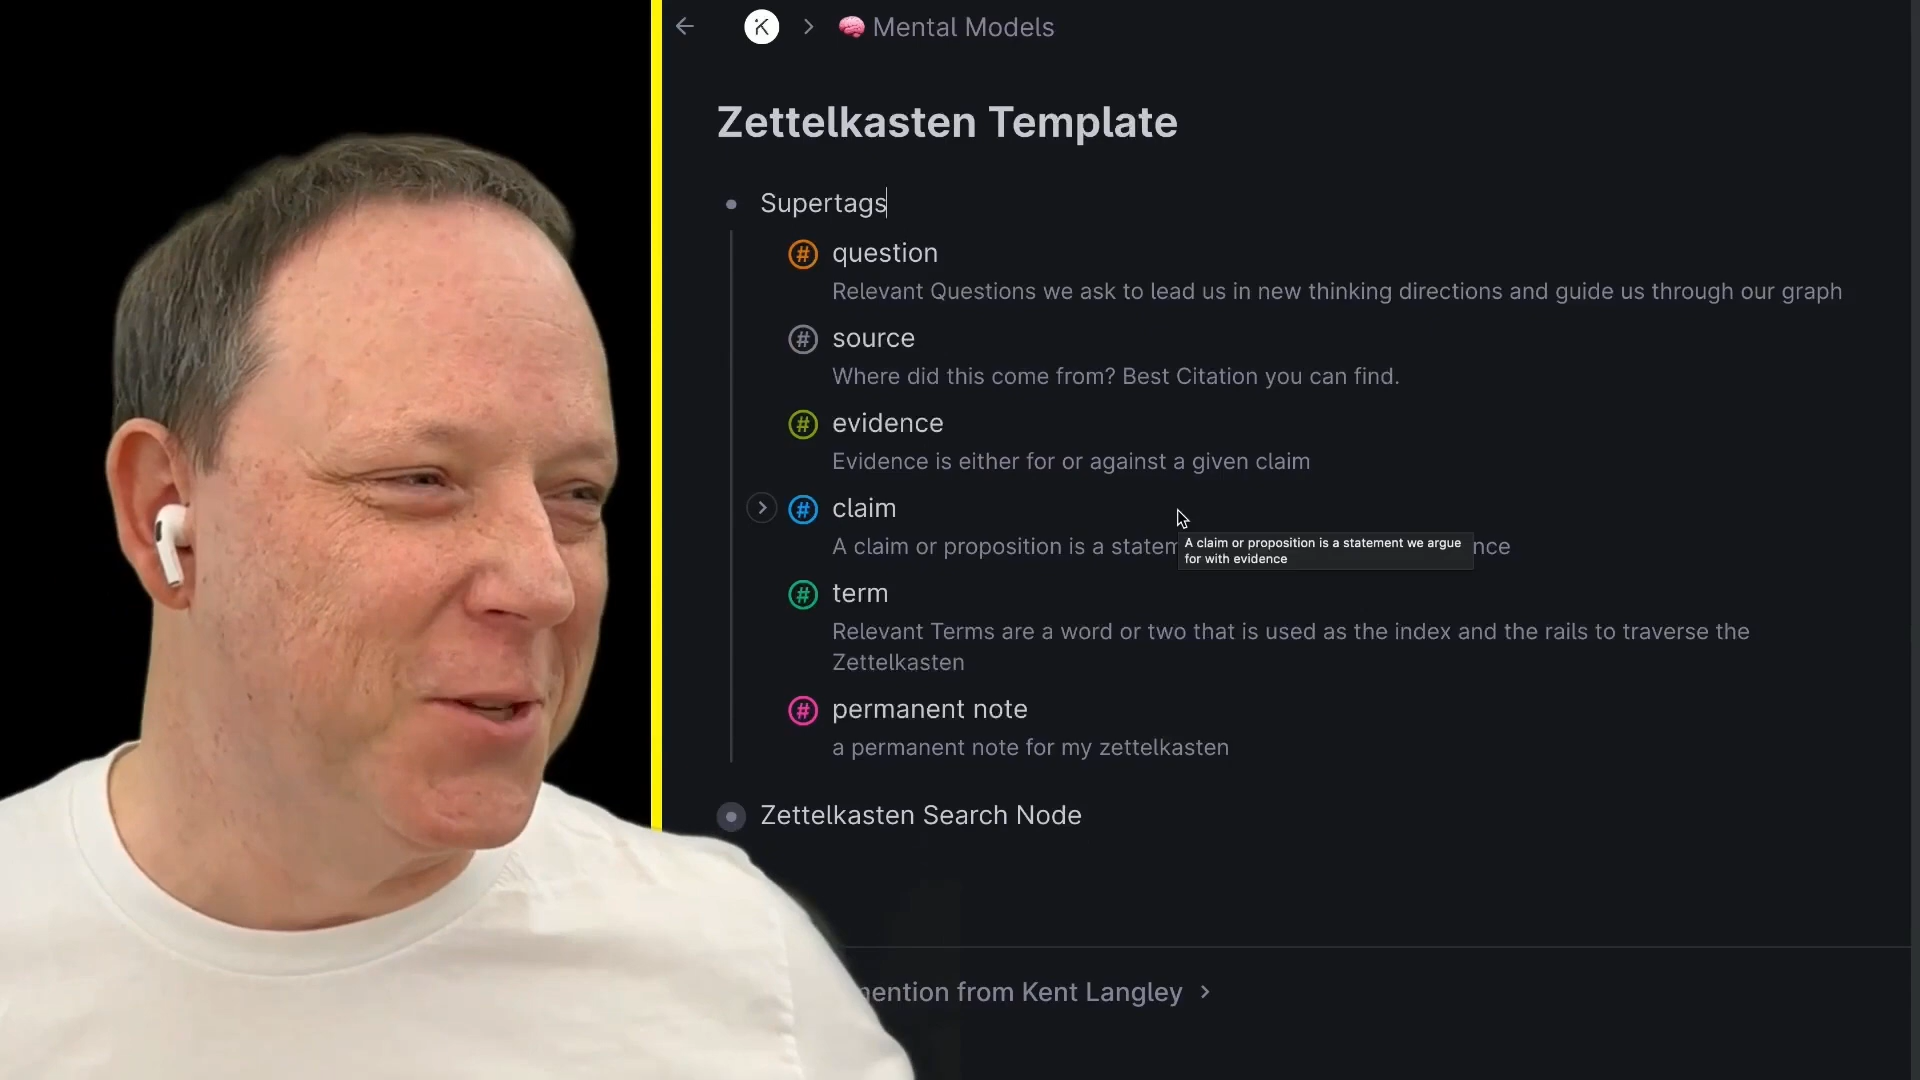 Mental Models
Zettelkasten Template
Supertags
# question
Relevant Questions we ask to lead us in new thinking directions and guide us through our graph
# source
Where did this come from? Best Citation you can find.
# evidence
Evidence is either for or against a given claim
# claim
A claim or proposition is a
A claim or proposition is a statement we argue
for with evidence
# term
Relevant Terms are a word or two that is used as the index and the rails to traverse the
Zettelkasten
# permanent note
a permanent note for my zettelkasten
Zettelkasten Search Node
from Kent Langley